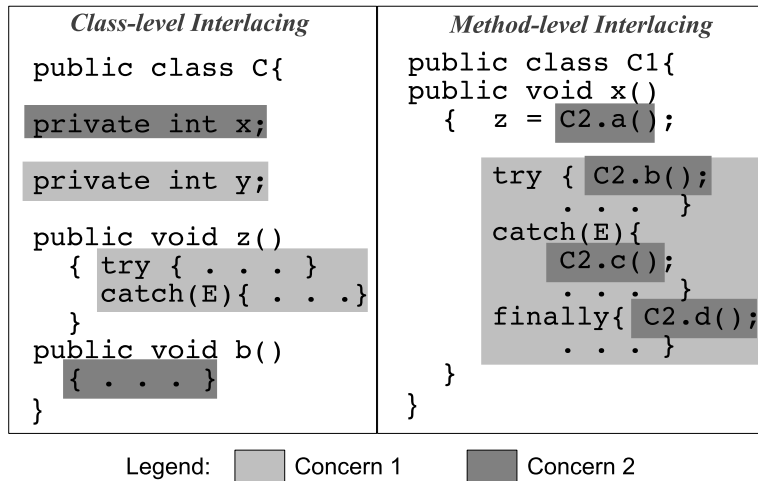 Class-level Interlacing
public class C{
private int x;
private int y;
public void z()
{ try { . . . }
catch(E){ . . .}
}
public void b()
{ . . . }
}
Method-level Interlacing
public class C1{
public void x()
{ z = C2.a();
try { C2.b();
. . . }
catch(E){
C2.c();
. . . }
finally{ C2.d();
. . . }
}
}
Legend: Concern 1 Concern 2